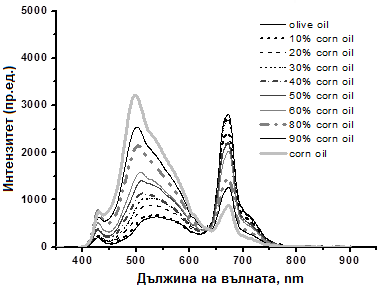 Интензитет (пр.ед.)
5000
4000
3000
2000
1000
0
400 500 600 700 800 900
Дължина на вълната, nm
olive oil
10% corn oil
20% corn oil
30% corn oil
40% corn oil
50% corn oil
60% corn oil
80% corn oil
90% corn oil
corn oil